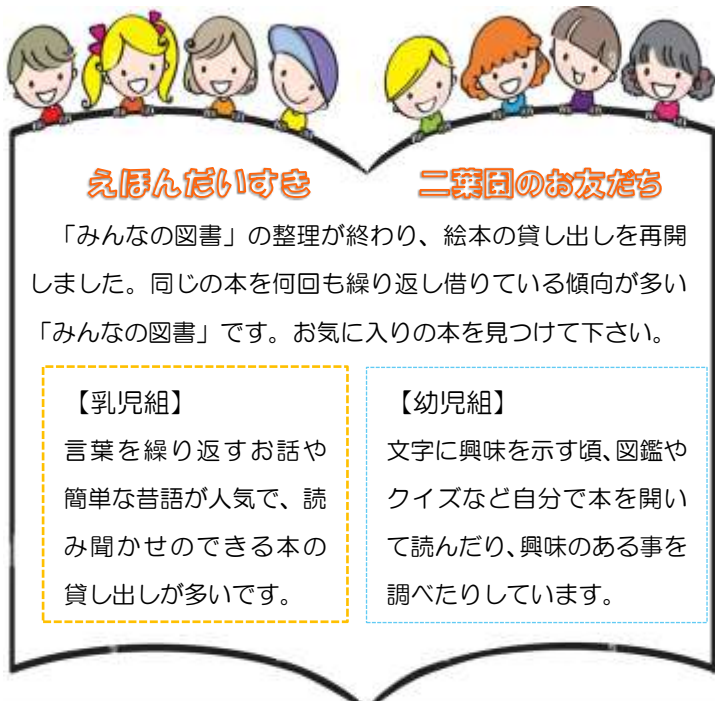 えほんだいすき　二葉園のお友だち
「みんなの図書」の整理が終わり、絵本の貸し出しを再開
しました。同じの本を何回も繰り返し借りている傾向が多い
「みんなの図書」です。お気に入りの本を見つけて下さい。
【乳児組】
言葉を繰り返すお話や
簡単な昔話が人気で、読
み聞かせのできる本の
貸し出しが多いです。
【幼児組】
文字に興味を示す頃、図鑑や
クイズなど自分で本を開い
て読んだり、興味のある事を
調べたりしています。